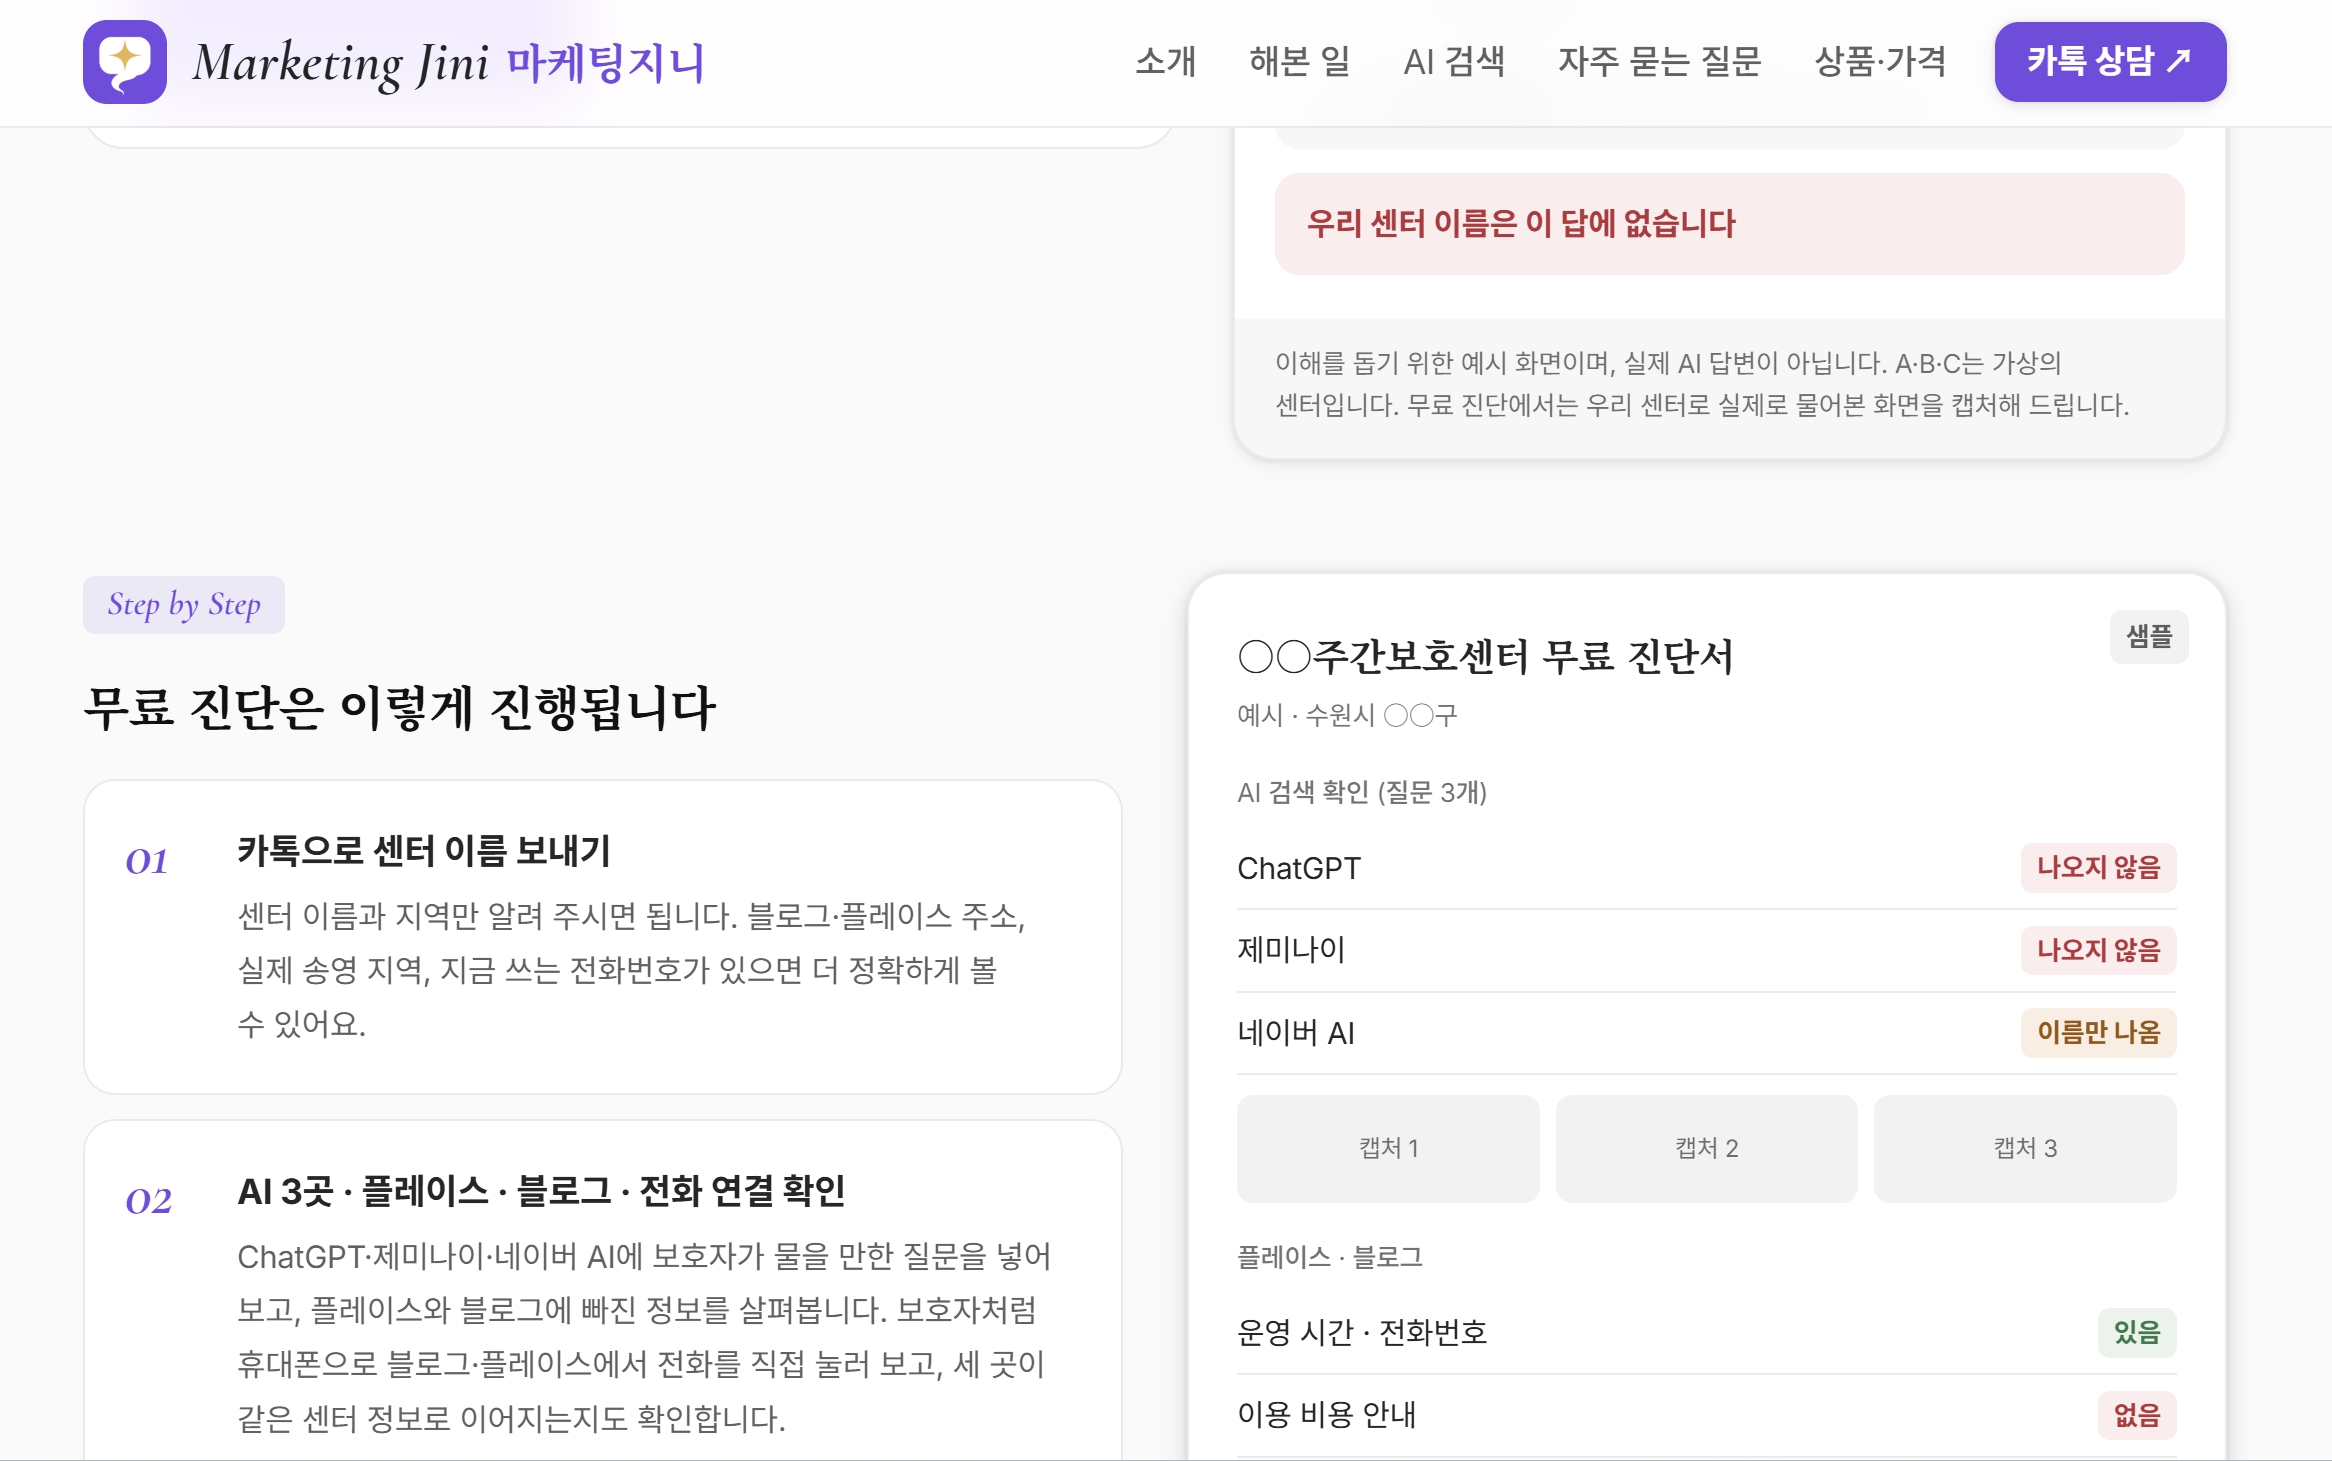 Marketing Jini 마케팅지니
소개
해본 일
AI 검색
자주 묻는 질문
상품·가격
카톡 상담 ↗
우리 센터 이름은 이 답에 없습니다
이해를 돕기 위한 예시 화면이며, 실제 AI 답변이 아닙니다. A·B·C는 가상의
센터입니다. 무료 진단에서는 우리 센터로 실제로 물어본 화면을 캡처해 드립니다.
Step by Step
무료 진단은 이렇게 진행됩니다
01
카톡으로 센터 이름 보내기
센터 이름과 지역만 알려 주시면 됩니다. 블로그·플레이스 주소,
실제 송영 지역, 지금 쓰는 전화번호가 있으면 더 정확하게 볼
수 있어요.
02
AI 3곳 · 플레이스 · 블로그 · 전화 연결 확인
ChatGPT·제미나이·네이버 AI에 보호자가 물을 만한 질문을 넣어
보고, 플레이스와 블로그에 빠진 정보를 살펴봅니다. 보호자처럼
휴대폰으로 블로그·플레이스에서 전화를 직접 눌러 보고, 세 곳이
같은 센터 정보로 이어지는지도 확인합니다.
샘플
○○주간보호센터 무료 진단서
예시 · 수원시 ○○구
AI 검색 확인 (질문 3개)
ChatGPT
나오지 않음
제미나이
나오지 않음
네이버 AI
이름만 나옴
캡처 1
캡처 2
캡처 3
플레이스 · 블로그
운영 시간 · 전화번호
있음
이용 비용 안내
없음